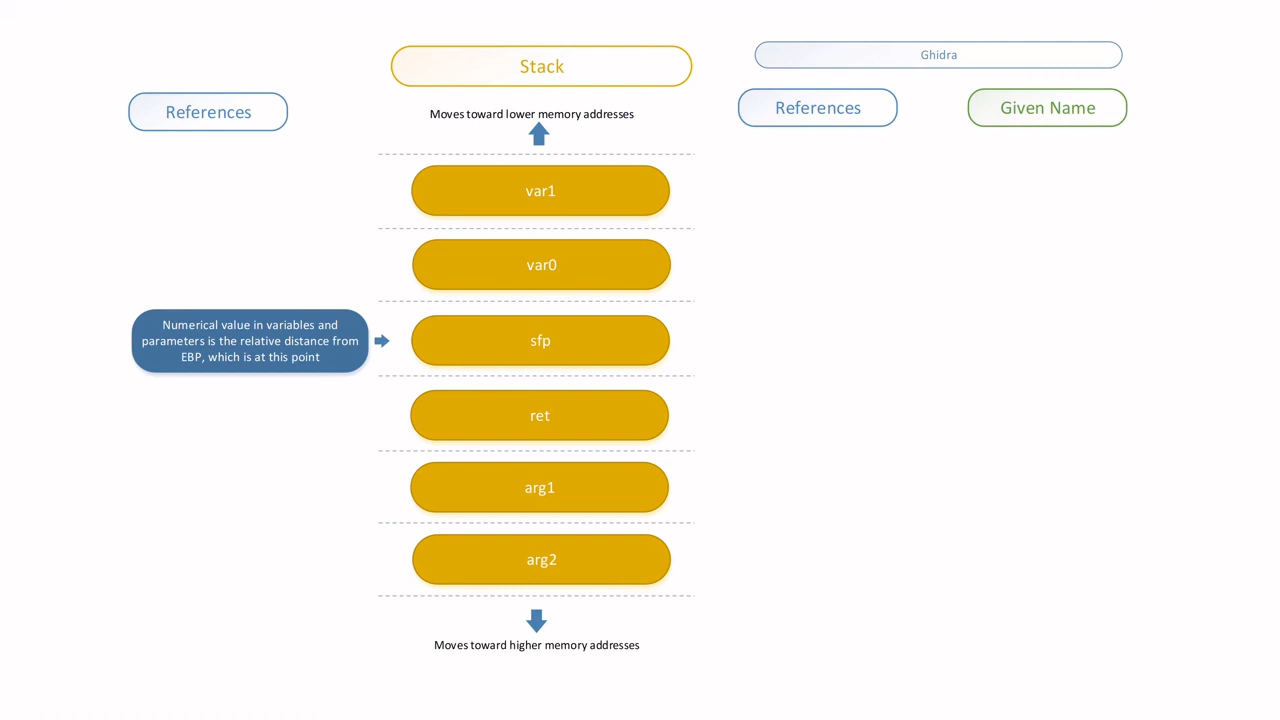 Stack
Ghidra
References
Moves toward lower memory addresses
References
Given Name
var1
var0
Numerical value in variables and
parameters is the relative distance from
EBP, which is at this point
sfp
ret
arg1
arg2
Moves toward higher memory addresses